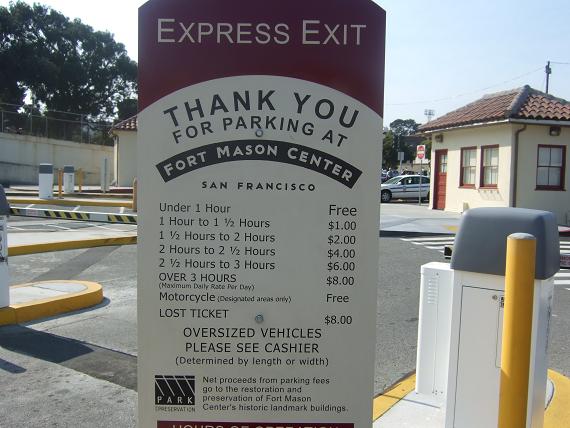 EXPRESS EXIT
THANK YOU
FOR PARKING AT
FORT MASON CENTER
SAN FRANCISCO
Under 1 Hour Free
1 Hour to 1 ½ Hours $1.00
1 ½ Hours to 2 Hours $2.00
2 Hours to 2 ½ Hours $4.00
2 ½ Hours to 3 Hours $6.00
OVER 3 HOURS $8.00
(Maximum Daily Rate Per Day)
Motorcycle (Designated areas only) Free
LOST TICKET $8.00
OVERSIZED VEHICLES
PLEASE SEE CASHIER
(Determined by length or width)
PARK
PRESERVATION
Net proceeds from parking fees
go to the restoration and
preservation of Fort Mason
Center's historic landmark buildings.
HOURS OF OPERATION